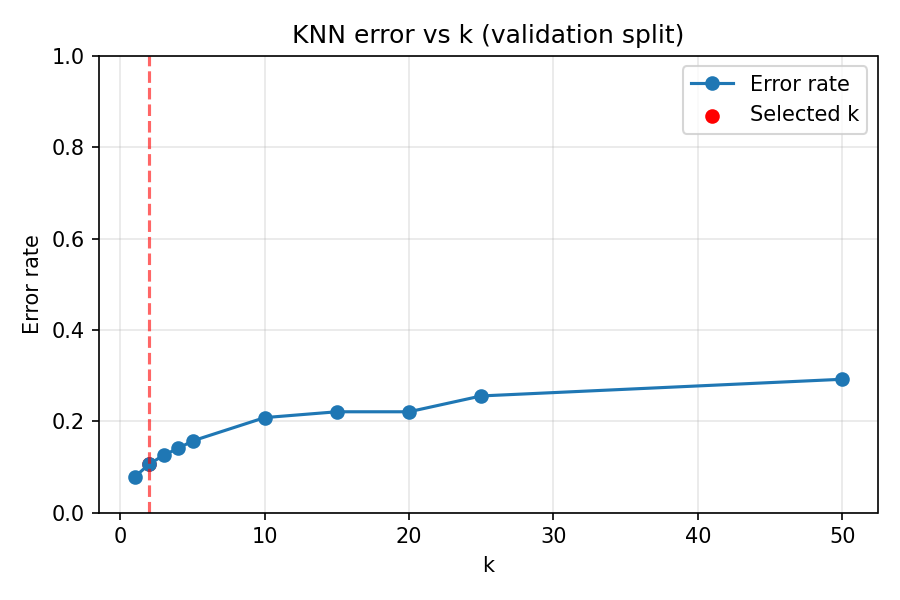 KNN error vs k (validation split)
Error rate
Selected k
1.0
0.8
0.6
0.4
0.2
0.0
Error rate
0 10 20 30 40 50
k